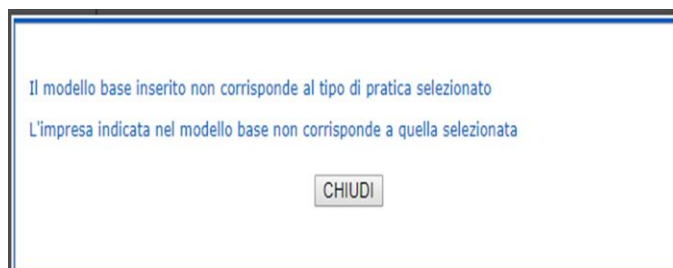 Il modello base inserito non corrisponde al tipo di pratica selezionato
L'impresa indicata nel modello base non corrisponde a quella selezionata
CHIUDI